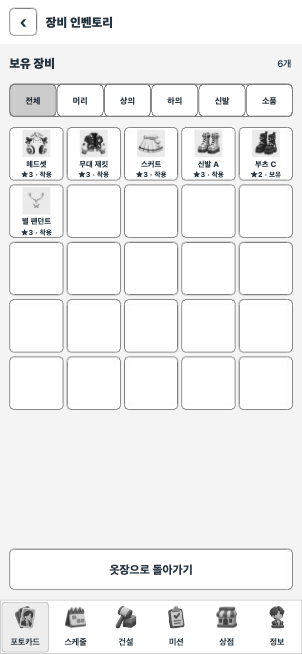 장비 인벤토리
보유 장비
6개
전체
머리
상의
하의
신발
소품
헤드셋
★3 · 착용
무대 재킷
★3 · 착용
스커트
★3 · 착용
신발 A
★3 · 착용
부츠 C
★2 · 보유
별 펜던트
★3 · 착용
옷장으로 돌아가기
포토카드
스케줄
건설
미션
상점
정보